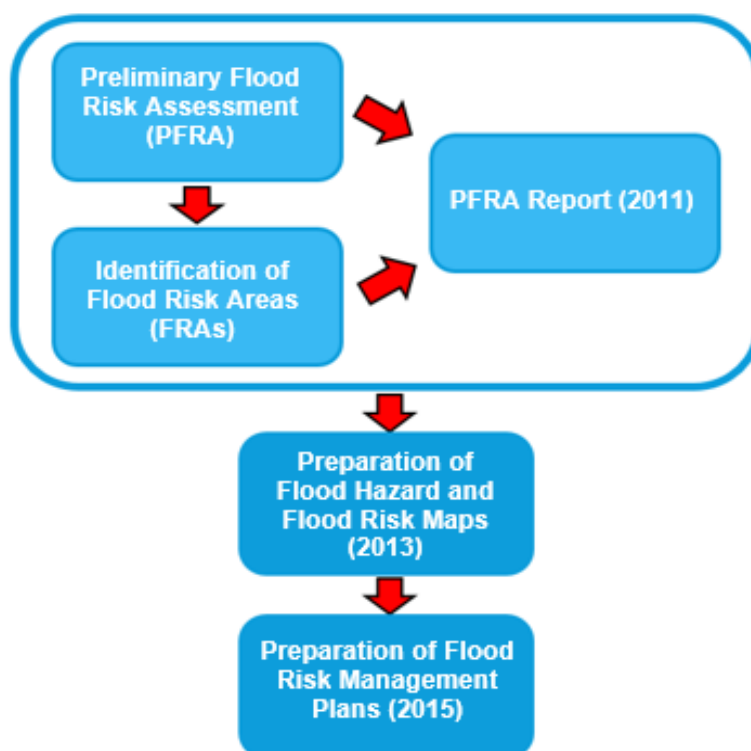 Preliminary Flood
Risk Assessment
(PFRA)
PFRA Report (2011)
Identification of
Flood Risk Areas
(FRAs)
Preparation of
Flood Hazard and
Flood Risk Maps
(2013)
Preparation of Flood
Risk Management
Plans (2015)